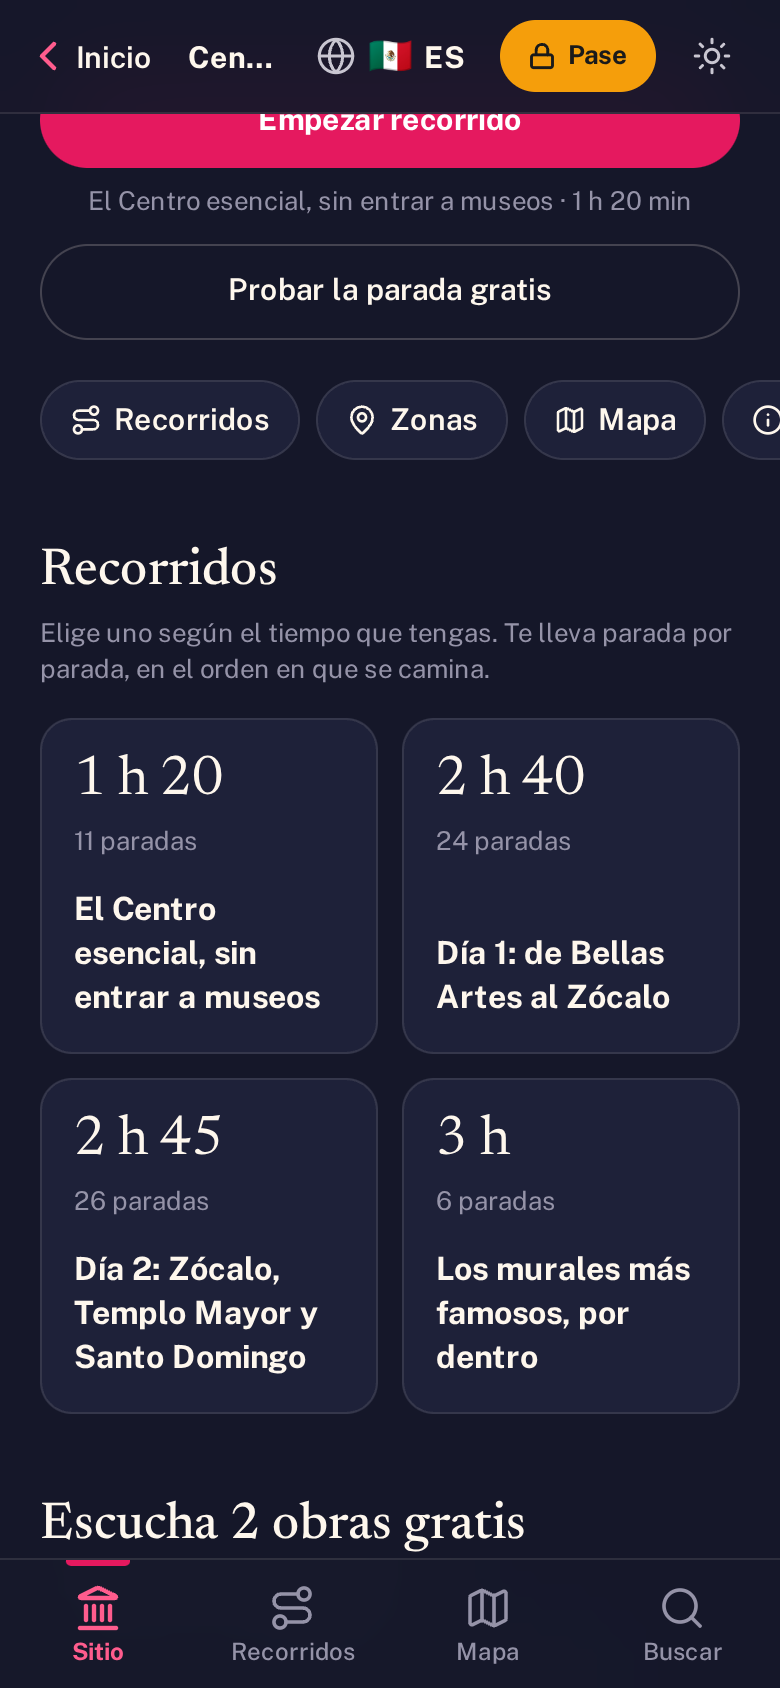 Inicio
Cen...
ES
Pase
Empezar recorrido
El Centro esencial, sin entrar a museos · 1 h 20 min
Probar la parada gratis
Recorridos
Zonas
Mapa
Recorridos
Elige uno según el tiempo que tengas. Te lleva parada por
parada, en el orden en que se camina.
1 h 20
11 paradas
El Centro
esencial, sin
entrar a museos
2 h 40
24 paradas
Día 1: de Bellas
Artes al Zócalo
2 h 45
26 paradas
Día 2: Zócalo,
Templo Mayor y
Santo Domingo
3 h
6 paradas
Los murales más
famosos, por
dentro
Escucha 2 obras gratis
Sitio
Recorridos
Mapa
Buscar